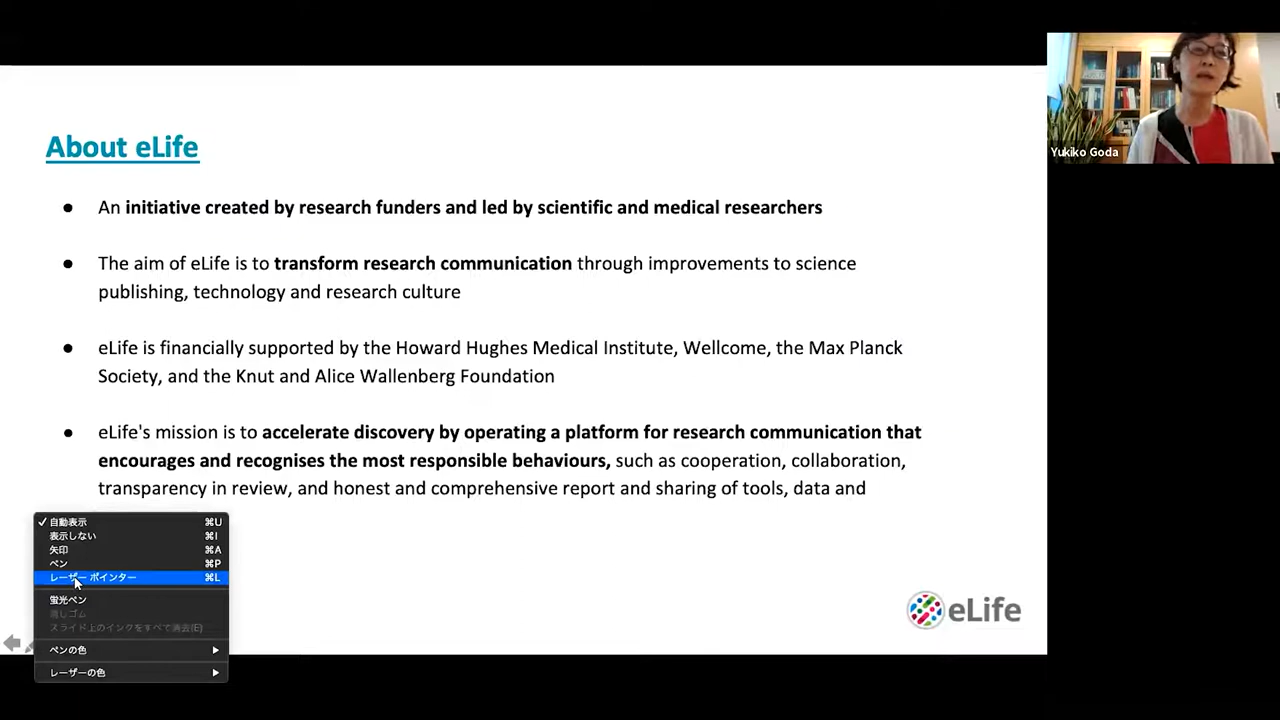 About eLife
● An initiative created by research funders and led by scientific and medical researchers
● The aim of eLife is to transform research communication through improvements to science
publishing, technology and research culture
● eLife is financially supported by the Howard Hughes Medical Institute, Wellcome, the Max Planck
Society, and the Knut and Alice Wallenberg Foundation
● eLife's mission is to accelerate discovery by operating a platform for research communication that
encourages and recognises the most responsible behaviours, such as cooperation, collaboration,
transparency in review, and honest and comprehensive report and sharing of tools, data and
✓ 自動表示 ⌘U
表示しない ⌘I
矢印 ⌘A
ペン ⌘P
レーザー ポインター ⌘L
蛍光ペン
消しゴム
スライド上のインクをすべて消去(E)
ペンの色
レーザーの色
eLife
Yukiko Goda